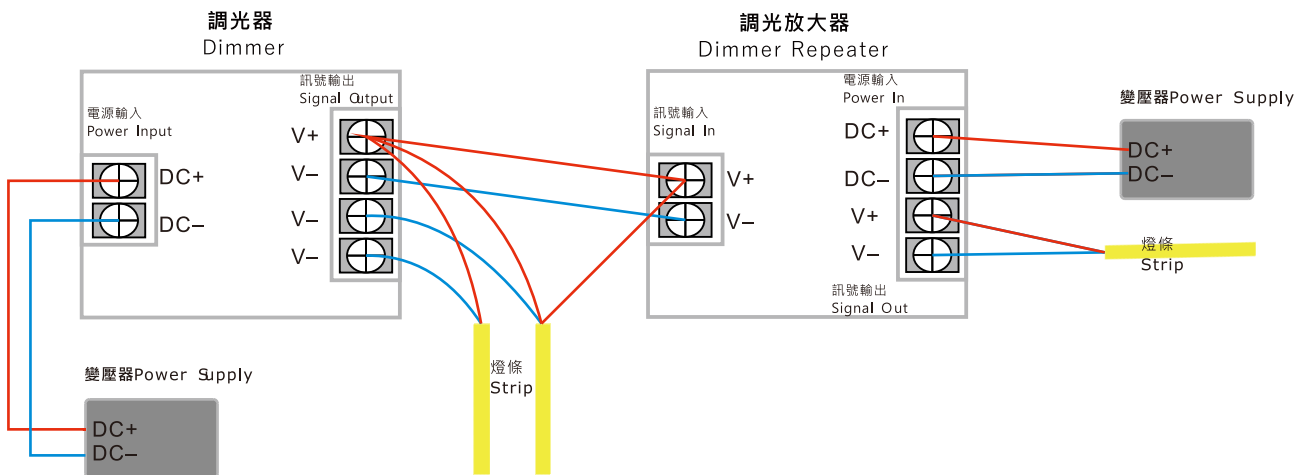 調光器
Dimmer
電源輸入
Power Input
DC+
DC–
訊號輸出
Signal Output
V+
V–
V–
V–
變壓器Power Supply
DC+
DC–
燈條
Strip
調光放大器
Dimmer Repeater
訊號輸入
Signal In
V+
V–
電源輸入
Power In
DC+
DC–
V+
V–
訊號輸出
Signal Out
變壓器Power Supply
DC+
DC–
燈條
Strip